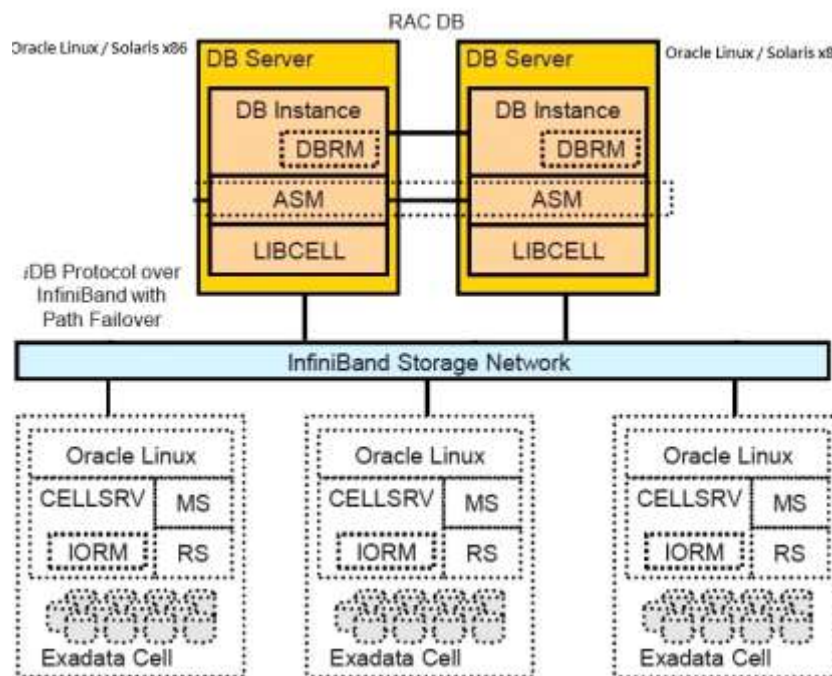 RAC DB
Oracle Linux / Solaris x86
DB Server
DB Server
Oracle Linux / Solaris x8
DB Instance
DB Instance
DBRM
DBRM
ASM
ASM
LIBCELL
LIBCELL
iDB Protocol over
InfiniBand with
Path Failover
InfiniBand Storage Network
Oracle Linux
Oracle Linux
Oracle Linux
CELLSRV
MS
CELLSRV
MS
CELLSRV
MS
IORM
RS
IORM
RS
IORM
RS
Exadata Cell
Exadata Cell
Exadata Cell